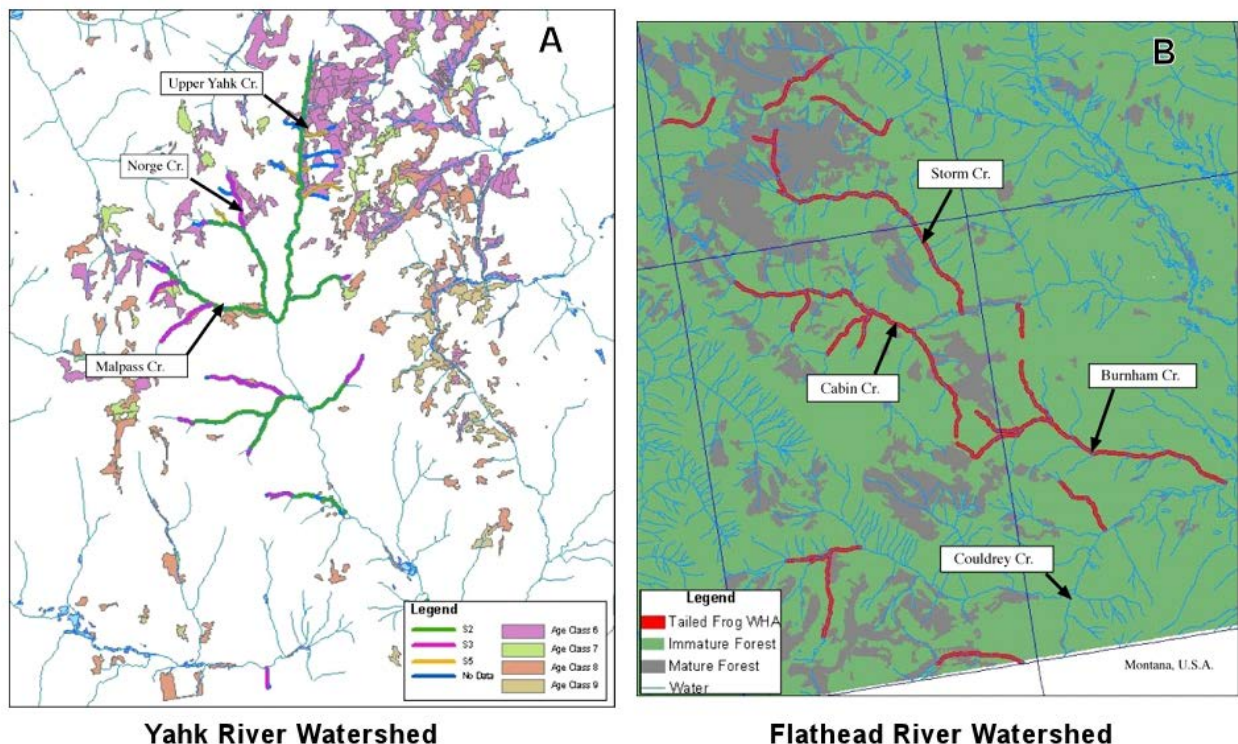 A
Upper Yahk Cr.
Norge Cr.
Malpass Cr.
Legend
S2
S3
S5
No Data
Age Class 6
Age Class 7
Age Class 8
Age Class 9
Yahk River Watershed
B
Storm Cr.
Cabin Cr.
Burnham Cr.
Couldrey Cr.
Legend
Tailed Frog WHA
Immature Forest
Mature Forest
Water
Montana, U.S.A.
Flathead River Watershed